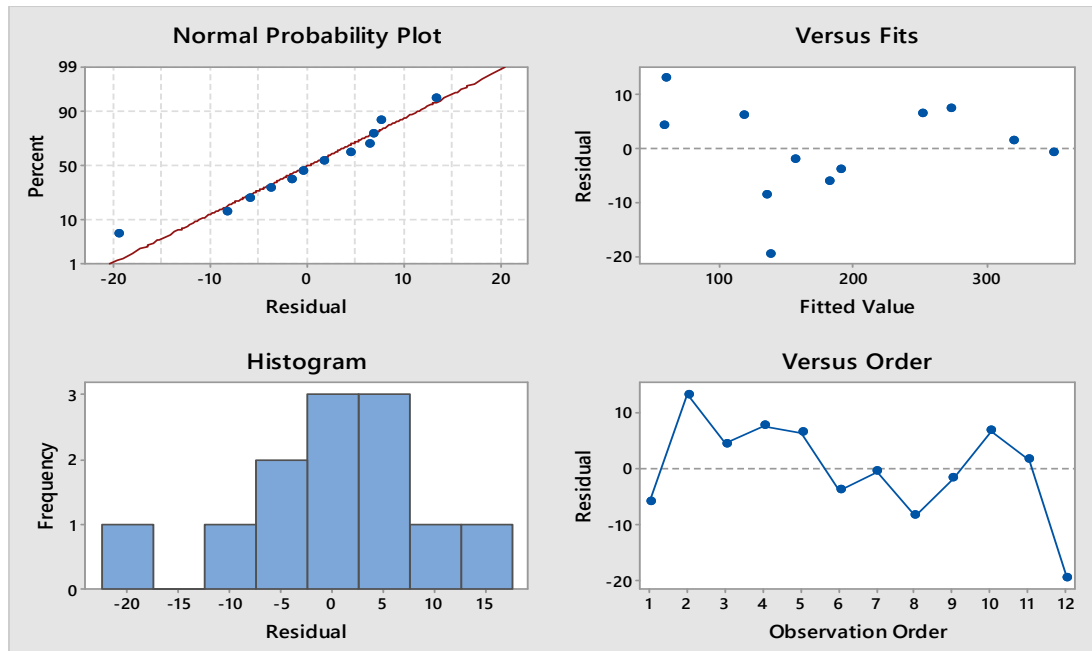 Normal Probability Plot
99
90
50
10
1
Percent
-20 -10 0 10 20
Residual
Versus Fits
10
0
-10
-20
Residual
100 200 300
Fitted Value
Histogram
3
2
1
0
Frequency
-20 -15 -10 -5 0 5 10 15
Residual
Versus Order
10
0
-10
-20
Residual
1 2 3 4 5 6 7 8 9 10 11 12
Observation Order